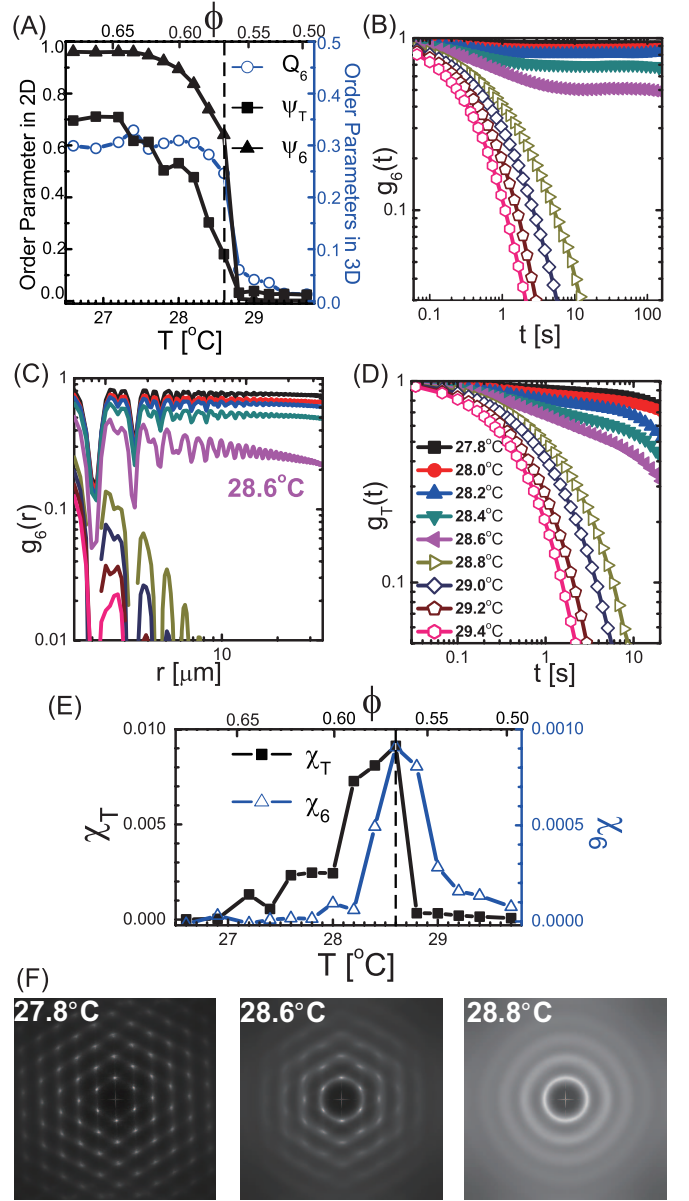 (A)
ϕ
0.65 0.60 0.55 0.50
1.0
0.8
0.6
0.4
0.2
0.0
Order Parameter in 2D
0.5
0.4
0.3
0.2
0.1
0.0
Order Parameters in 3D
Q6
ψT
ψ6
27 28 29
T [°C]
(B)
1
0.1
g6(t)
0.1 1 10 100
t [s]
(C)
1
0.1
0.01
g6(r)
28.6°C
10
r [μm]
(D)
1
0.1
gT(t)
27.8°C
28.0°C
28.2°C
28.4°C
28.6°C
28.8°C
29.0°C
29.2°C
29.4°C
0.1 1 10
t [s]
(E)
ϕ
0.65 0.60 0.55 0.50
0.010
0.005
0.000
χT
χT
χ6
0.0010
0.0005
0.0000
χ6
27 28 29
T [°C]
(F)
27.8°C 28.6°C 28.8°C